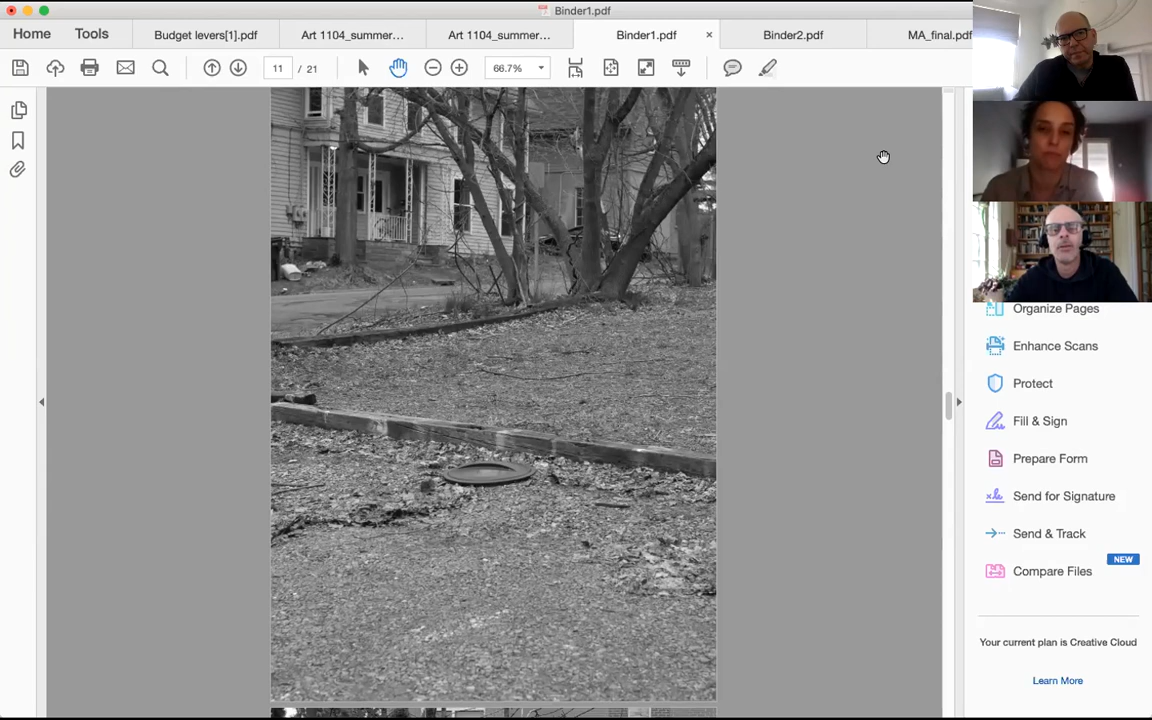 Binder1.pdf
Home Tools Budget levers[1].pdf Art 1104_summer... Art 1104_summer... Binder1.pdf × Binder2.pdf MA_final.pdf
11 / 21 66.7%
Organize Pages
Enhance Scans
Protect
Fill & Sign
Prepare Form
Send for Signature
Send & Track
NEW
Compare Files
Your current plan is Creative Cloud
Learn More